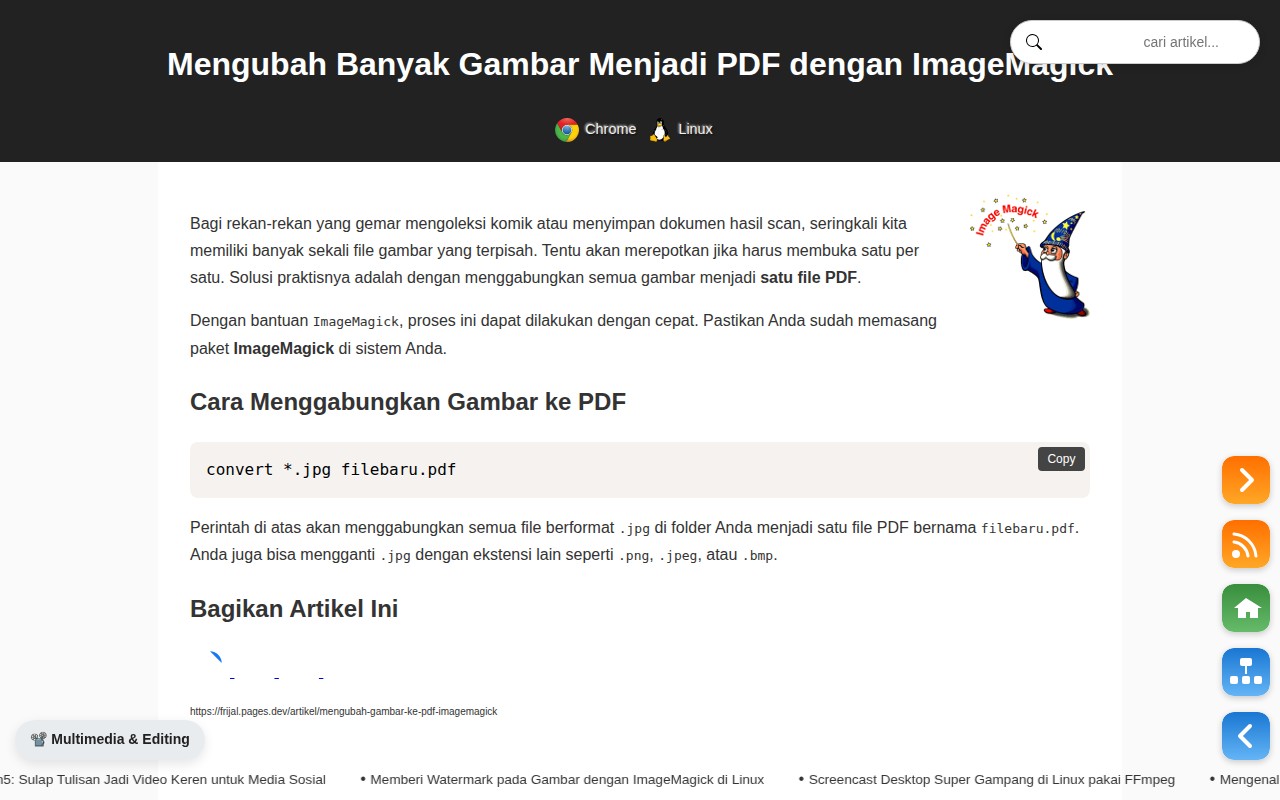 Mengubah Banyak Gambar Menjadi PDF dengan ImageMagick
cari artikel...
Chrome Linux
Image Magick
Bagi rekan-rekan yang gemar mengoleksi komik atau menyimpan dokumen hasil scan, seringkali kita
memiliki banyak sekali file gambar yang terpisah. Tentu akan merepotkan jika harus membuka satu per
satu. Solusi praktisnya adalah dengan menggabungkan semua gambar menjadi satu file PDF.
Dengan bantuan ImageMagick, proses ini dapat dilakukan dengan cepat. Pastikan Anda sudah memasang
paket ImageMagick di sistem Anda.
Cara Menggabungkan Gambar ke PDF
Copy
convert *.jpg filebaru.pdf
Perintah di atas akan menggabungkan semua file berformat .jpg di folder Anda menjadi satu file PDF bernama filebaru.pdf.
Anda juga bisa mengganti .jpg dengan ekstensi lain seperti .png, .jpeg, atau .bmp.
Bagikan Artikel Ini
https://frijal.pages.dev/artikel/mengubah-gambar-ke-pdf-imagemagick
Multimedia & Editing
5: Sulap Tulisan Jadi Video Keren untuk Media Sosial • Memberi Watermark pada Gambar dengan ImageMagick di Linux • Screencast Desktop Super Gampang di Linux pakai FFmpeg • Mengenal